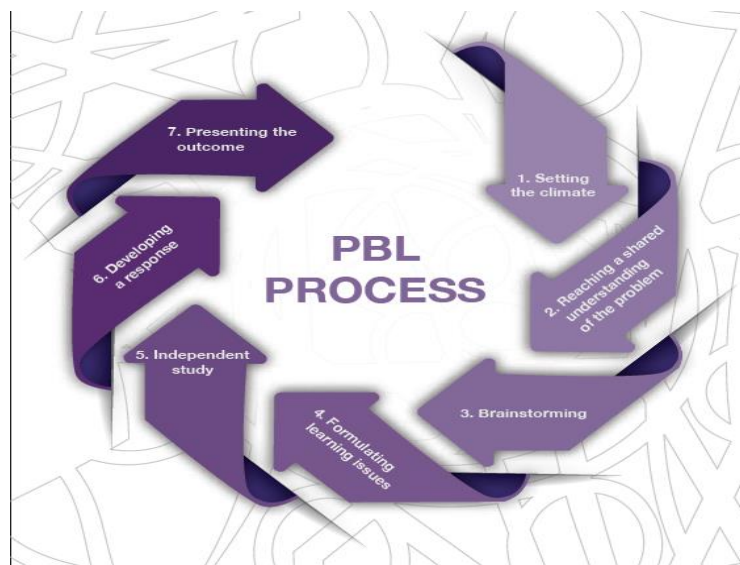 PBL
PROCESS
1. Setting
the climate
2. Reaching a shared
understanding
of the problem
3. Brainstorming
4. Formulating
learning issues
5. Independent
study
6. Developing
a response
7. Presenting the
outcome